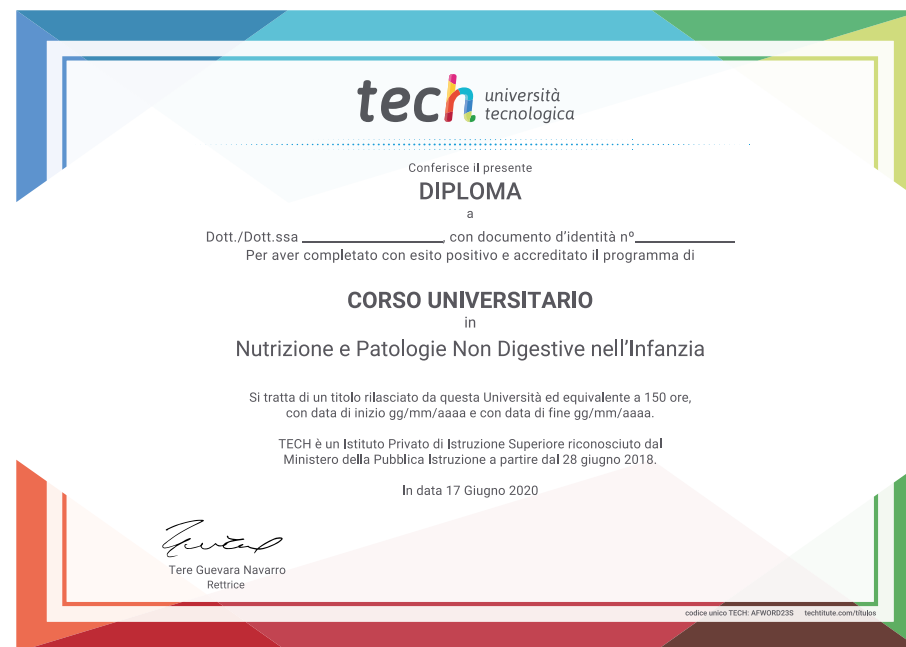 tech università
tecnologica
Conferisce il presente
DIPLOMA
a
Dott./Dott.ssa ____________________, con documento d'identità nº______________
Per aver completato con esito positivo e accreditato il programma di
CORSO UNIVERSITARIO
in
Nutrizione e Patologie Non Digestive nell'Infanzia
Si tratta di un titolo rilasciato da questa Università ed equivalente a 150 ore,
con data di inizio gg/mm/aaaa e con data di fine gg/mm/aaaa.
TECH è un Istituto Privato di Istruzione Superiore riconosciuto dal
Ministero della Pubblica Istruzione a partire dal 28 giugno 2018.
In data 17 Giugno 2020
Tere Guevara Navarro
Rettrice
codice unico TECH: AFWORD23S techtitute.com/titulos